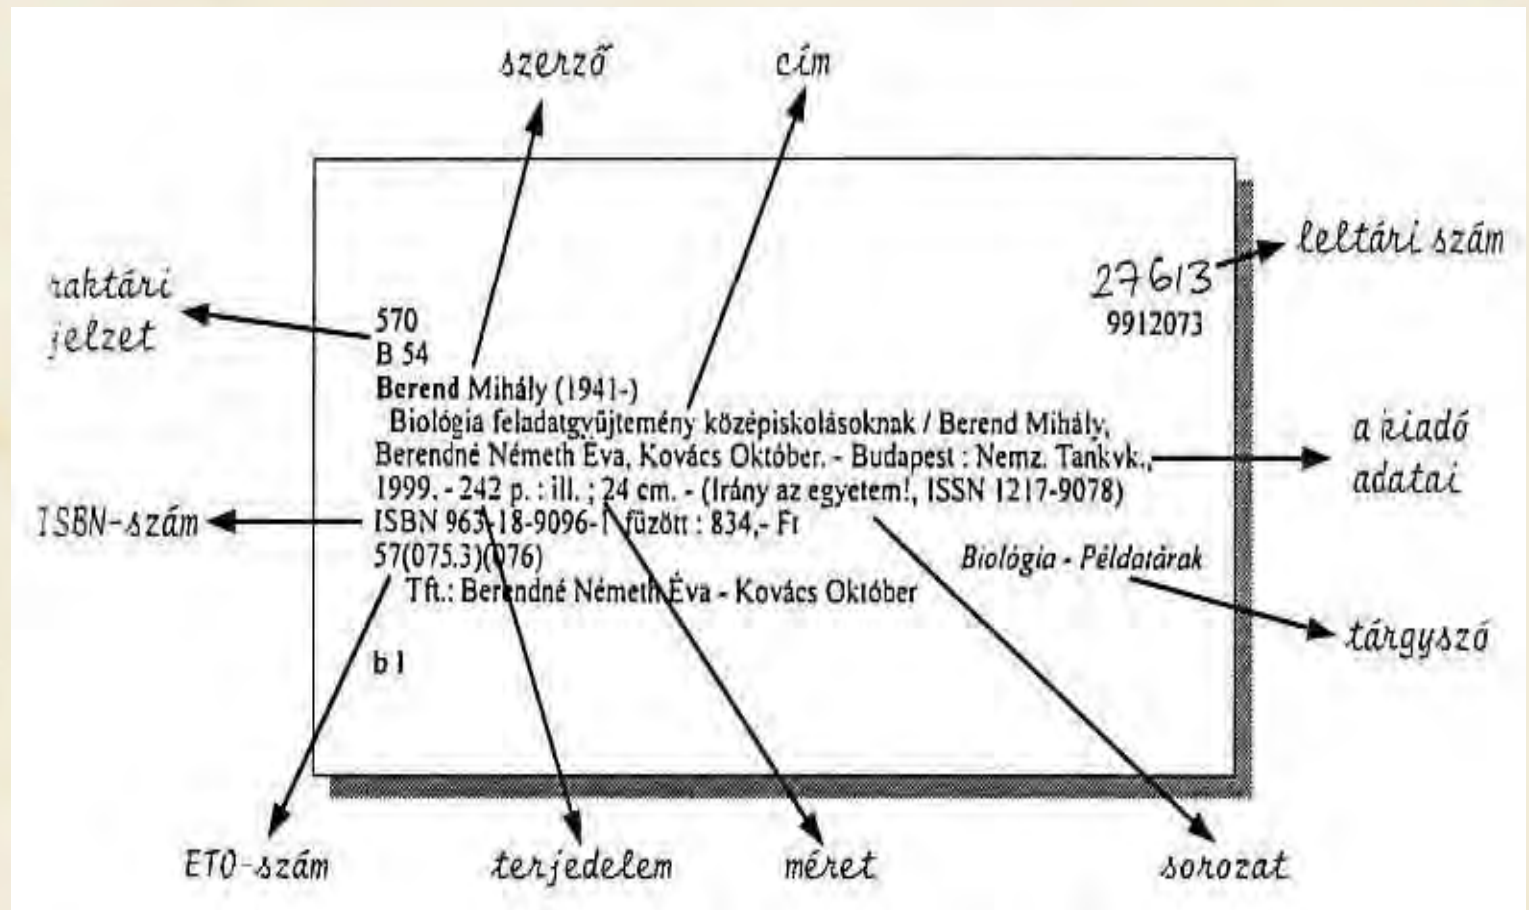 szerző
cím
leltári szám
raktári
jelzet
27613
9912073
570
B 54
Berend Mihály (1941-)
Biológia feladatgyűjtemény középiskolásoknak / Berend Mihály,
Berendné Németh Éva, Kovács Október. - Budapest : Nemz. Tankvk.,
1999. - 242 p. : ill. ; 24 cm. - (Irány az egyetem!, ISSN 1217-9078)
ISBN 963-18-9096-1 fűzött : 834,- Ft
57(075.3)(076)
Biológia - Példatárak
Tft.: Berendné Németh Éva - Kovács Október
b1
a kiadó
adatai
ISBN-szám
tárgyszó
ETO-szám
terjedelem
méret
sorozat